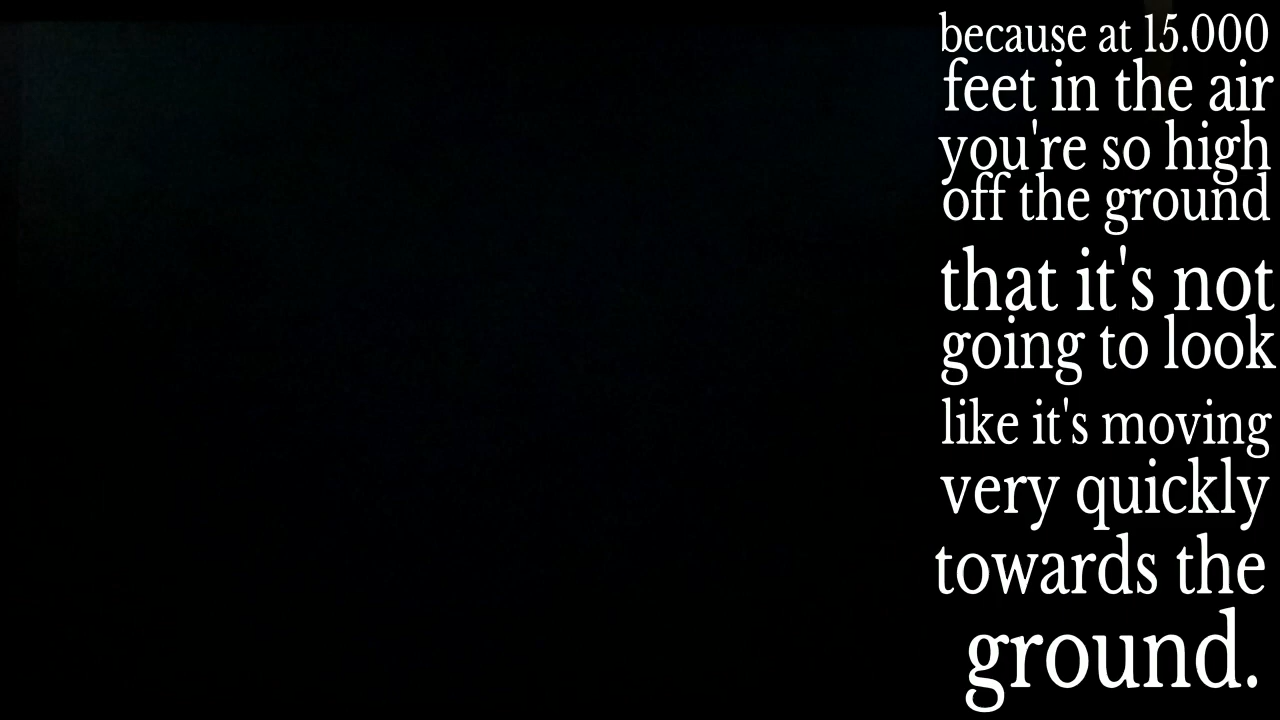 because at 15.000
feet in the air
you're so high
off the ground
that it's not
going to look
like it's moving
very quickly
towards the
ground.